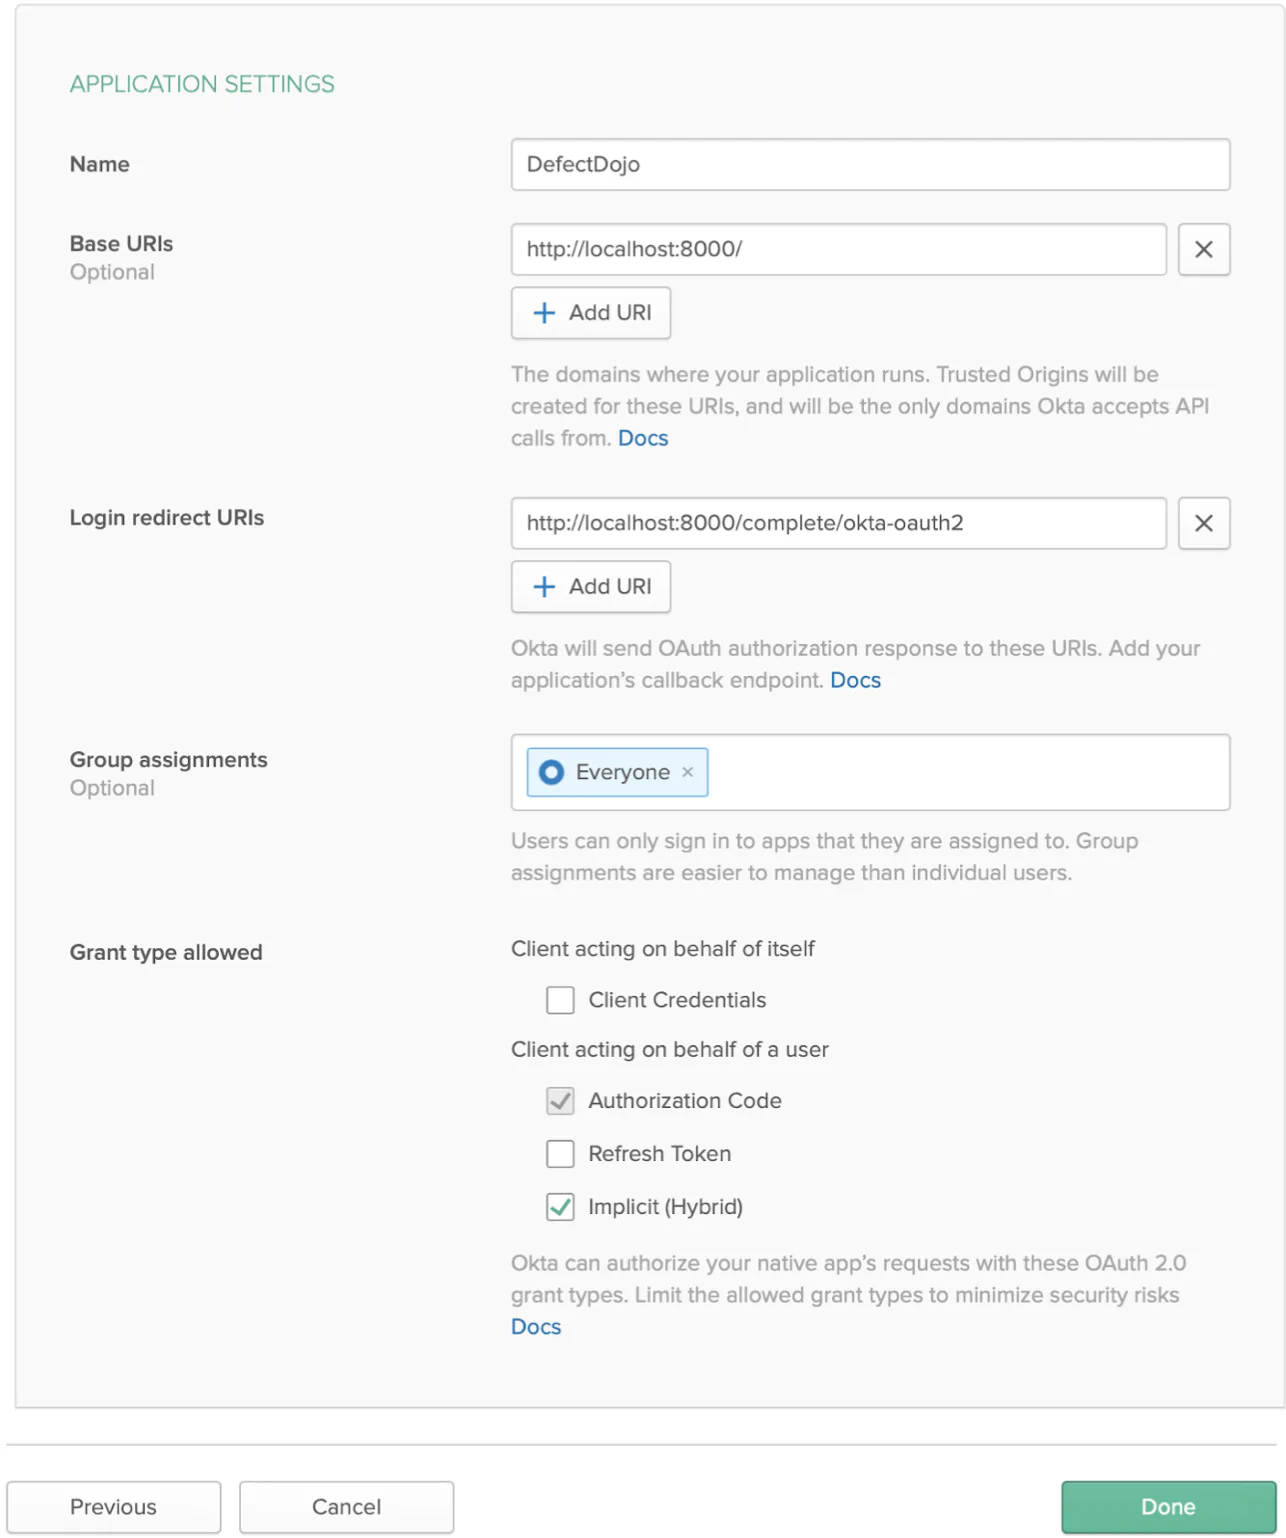 APPLICATION SETTINGS
Name
DefectDojo
Base URIs
Optional
http://localhost:8000/
Add URI
The domains where your application runs. Trusted Origins will be
created for these URIs, and will be the only domains Okta accepts API
calls from. Docs
Login redirect URIs
http://localhost:8000/complete/okta-oauth2
Add URI
Okta will send OAuth authorization response to these URIs. Add your
application’s callback endpoint. Docs
Group assignments
Optional
Everyone
Users can only sign in to apps that they are assigned to. Group
assignments are easier to manage than individual users.
Grant type allowed
Client acting on behalf of itself
Client Credentials
Client acting on behalf of a user
Authorization Code
Refresh Token
Implicit (Hybrid)
Okta can authorize your native app’s requests with these OAuth 2.0
grant types. Limit the allowed grant types to minimize security risks
Docs
Previous
Cancel
Done